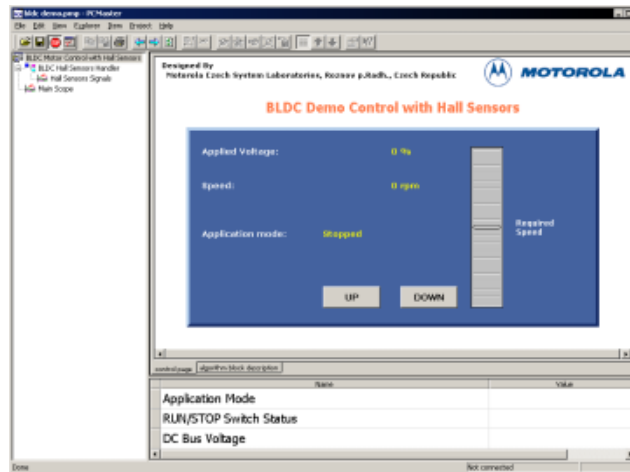 bldc demo.pmp - PCMaster
File Edit View Explorer Item Project Help
BLDC Motor Control with Hall Sensors
BLDC Hall Sensors Handler
Hall Sensors Signals
Main Scope
Designed By
Motorola Czech System Laboratories, Roznov p.Radh., Czech Republic
MOTOROLA
BLDC Demo Control with Hall Sensors
Applied Voltage: 0 %
Speed: 0 rpm
Required
Speed
Application mode: Stopped
UP DOWN
control page algorithm block description
Name Value
Application Mode
RUN/STOP Switch Status
DC Bus Voltage
Done Not connected